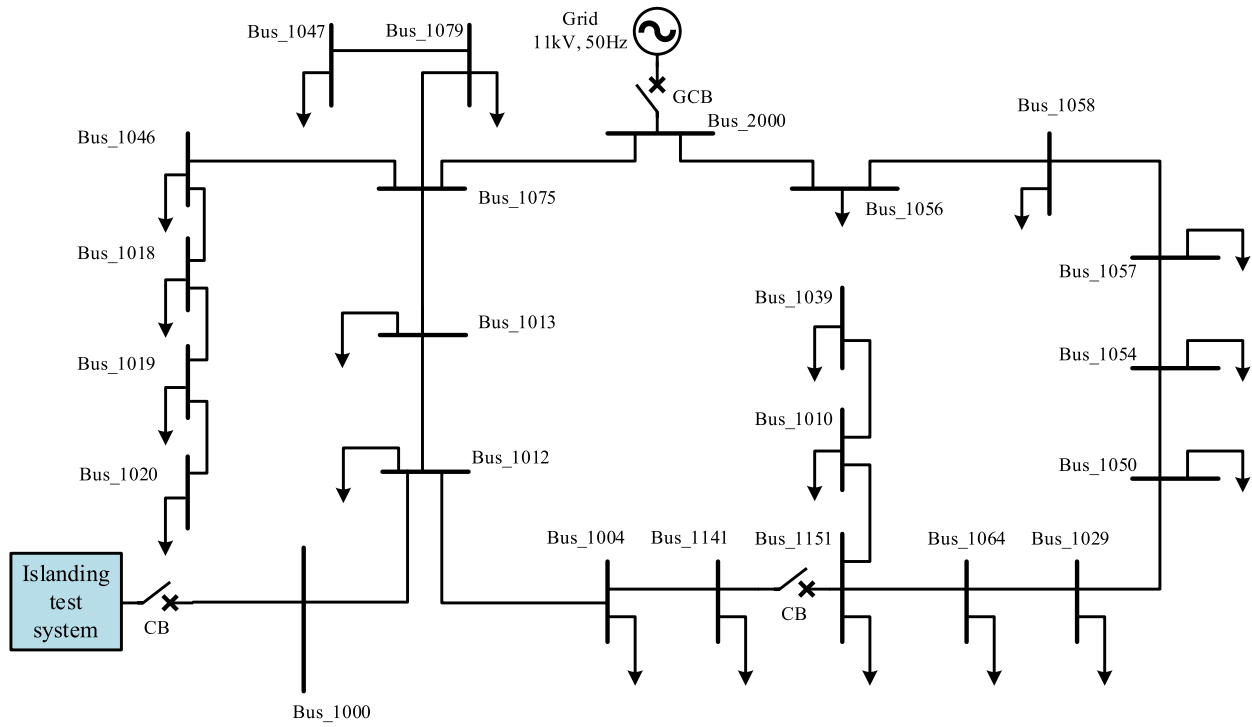 Grid
11kV, 50Hz
Bus_1047
Bus_1079
GCB
Bus_2000
Bus_1058
Bus_1046
Bus_1075
Bus_1056
Bus_1018
Bus_1057
Bus_1039
Bus_1013
Bus_1019
Bus_1054
Bus_1010
Bus_1020
Bus_1012
Bus_1050
Bus_1004
Bus_1141
Bus_1151
Bus_1064
Bus_1029
Islanding
test
system
CB
CB
Bus_1000